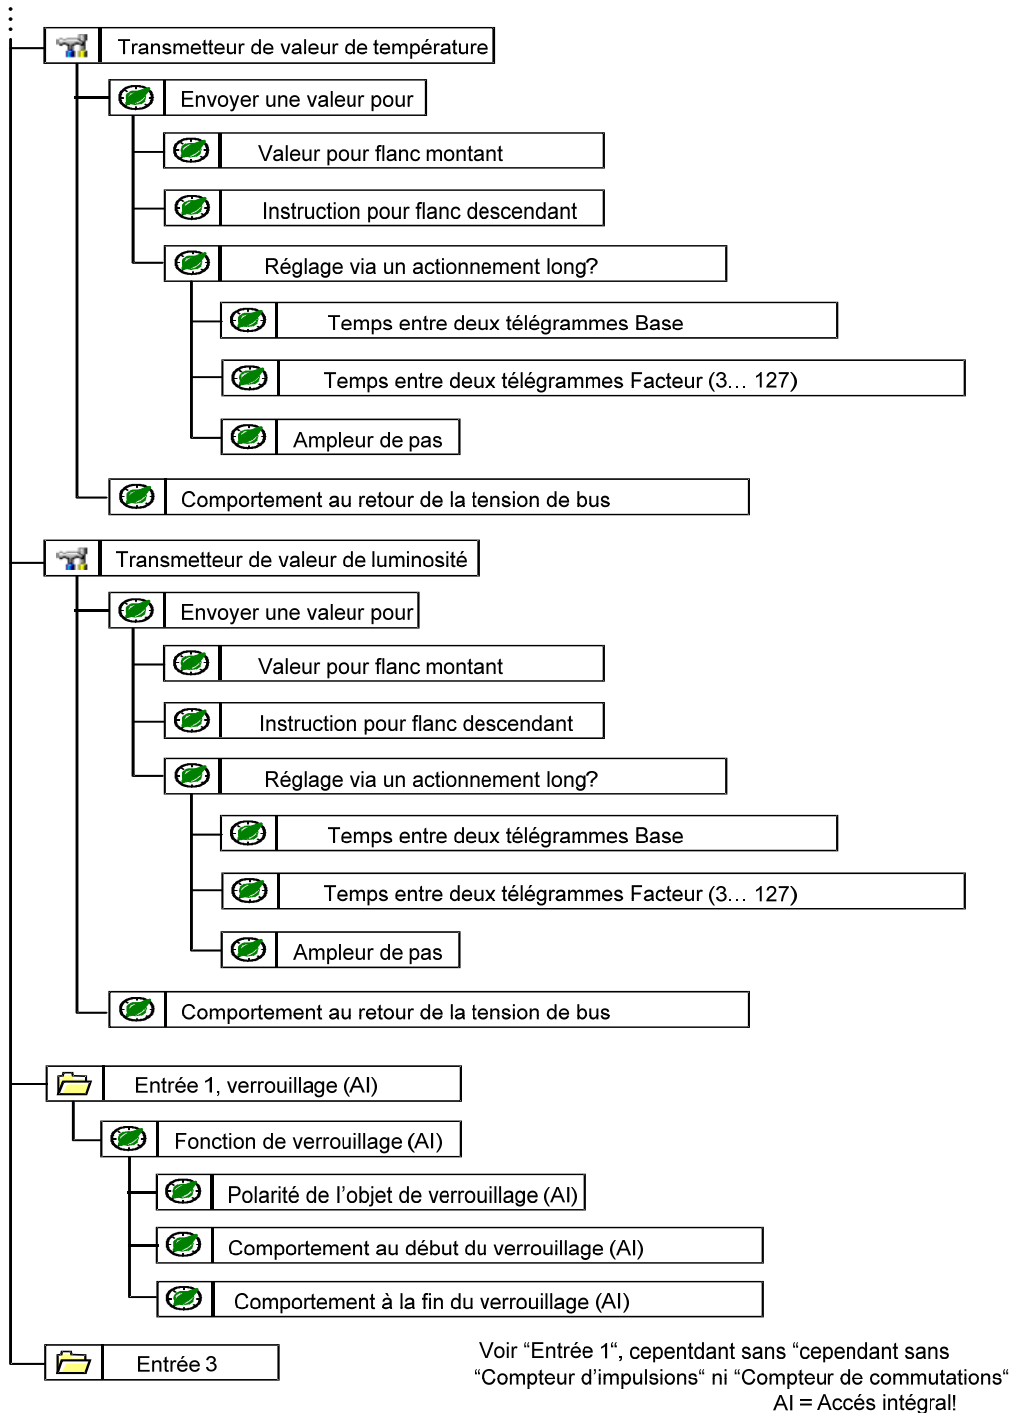 Transmetteur de valeur de température
Envoyer une valeur pour
Valeur pour flanc montant
Instruction pour flanc descendant
Réglage via un actionnement long?
Temps entre deux télégrammes Base
Temps entre deux télégrammes Facteur (3... 127)
Ampleur de pas
Comportement au retour de la tension de bus
Transmetteur de valeur de luminosité
Envoyer une valeur pour
Valeur pour flanc montant
Instruction pour flanc descendant
Réglage via un actionnement long?
Temps entre deux télégrammes Base
Temps entre deux télégrammes Facteur (3... 127)
Ampleur de pas
Comportement au retour de la tension de bus
Entrée 1, verrouillage (AI)
Fonction de verrouillage (AI)
Polarité de l’objet de verrouillage (AI)
Comportement au début du verrouillage (AI)
Comportement à la fin du verrouillage (AI)
Entrée 3
Voir “Entrée 1“, cepentdant sans “cependant sans
“Compteur d’impulsions“ ni “Compteur de commutations“
AI = Accés intégral!